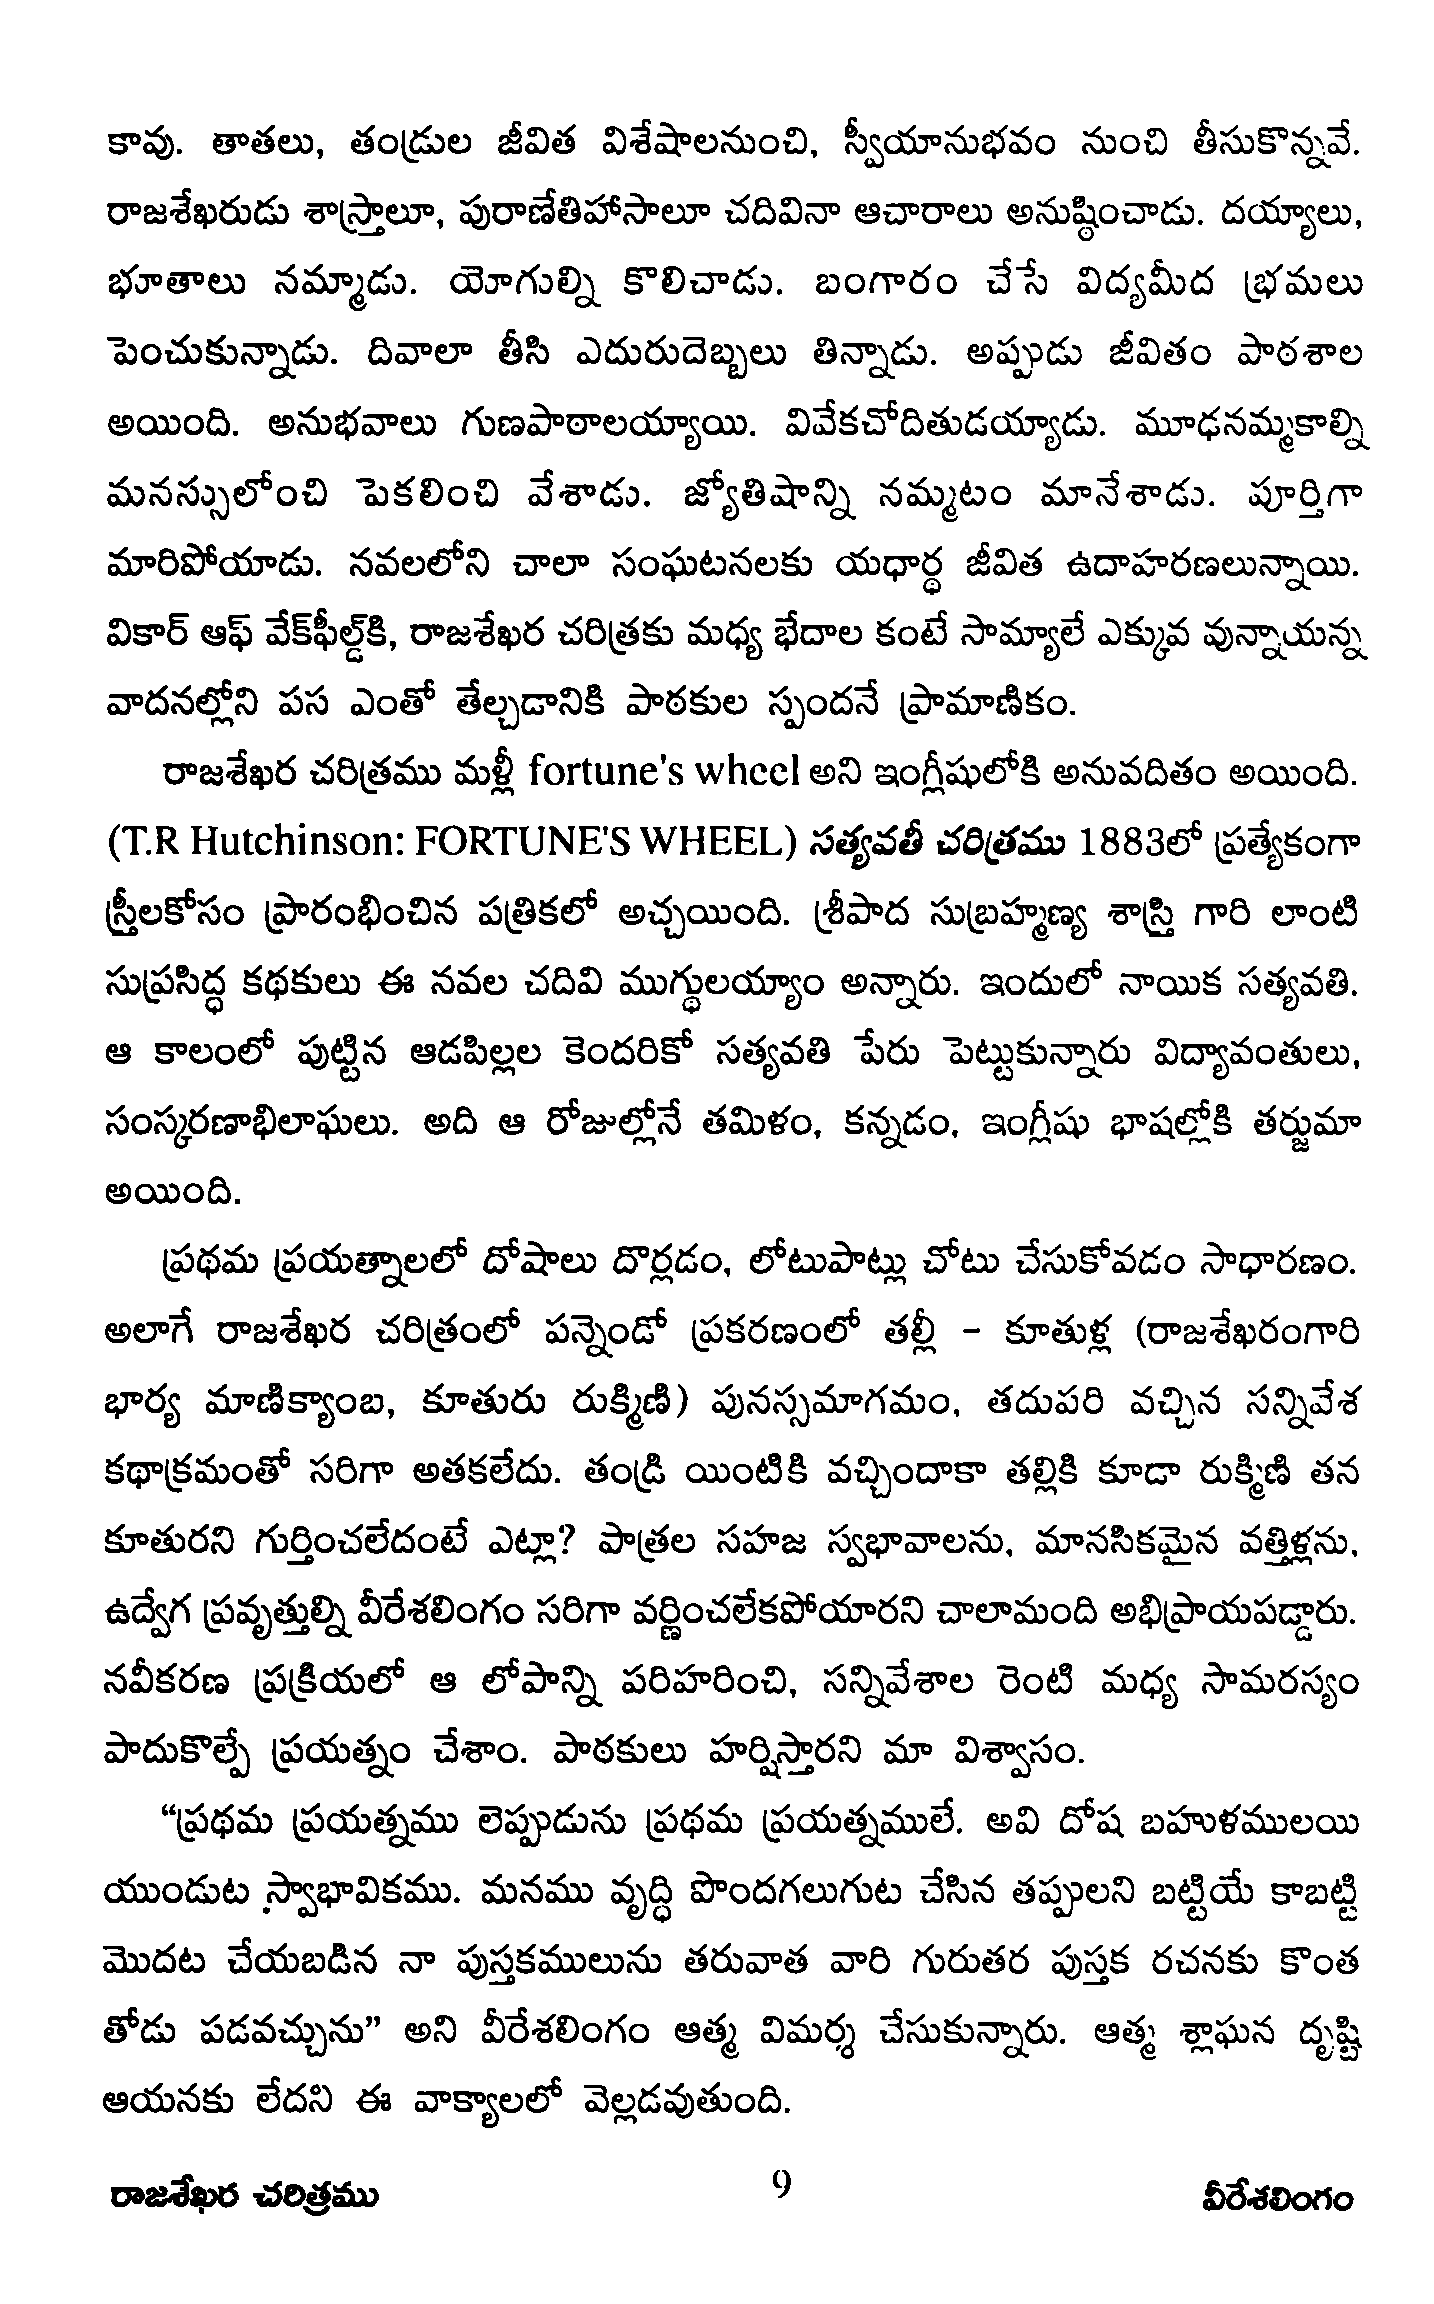 కావు. తాతలు, తండ్రుల జీవిత విశేషాలనుంచి, స్వీయానుభవం నుంచి తీసుకొన్నవే.
రాజశేఖరుడు శాస్త్రాలూ, పురాణేతిహాసాలూ చదివినా ఆచారాలు అనుష్ఠించాడు. దయ్యాలు,
భూతాలు నమ్మాడు. యోగుల్ని కొలిచాడు. బంగారం చేసే విద్యమీద భ్రమలు
పెంచుకున్నాడు. దివాలా తీసి ఎదురుదెబ్బలు తిన్నాడు. అప్పుడు జీవితం పాఠశాల
అయింది. అనుభవాలు గుణపాఠాలయ్యాయి. వివేకచోదితుడయ్యాడు. మూఢనమ్మకాల్ని
మనస్సులోంచి పెకలించి వేశాడు. జ్యోతిషాన్ని నమ్మటం మానేశాడు. పూర్తిగా
మారిపోయాడు. నవలలోని చాలా సంఘటనలకు యధార్థ జీవిత ఉదాహరణలున్నాయి.
వికార్ ఆఫ్ వేక్‌ఫీల్డ్‌కి, రాజశేఖర చరిత్రకు మధ్య భేదాల కంటే సామ్యాలే ఎక్కువ వున్నాయన్న
వాదనల్లోని పస ఎంతో తేల్చడానికి పాఠకుల స్పందనే ప్రామాణికం.
రాజశేఖర చరిత్రము మళ్లీ fortune's wheel అని ఇంగ్లీషులోకి అనువదితం అయింది.
(T.R Hutchinson: FORTUNE'S WHEEL) సత్యవతీ చరిత్రము 1883లో ప్రత్యేకంగా
స్త్రీలకోసం ప్రారంభించిన పత్రికలో అచ్చయింది. శ్రీపాద సుబ్రహ్మణ్య శాస్త్రి గారి లాంటి
సుప్రసిద్ధ కథకులు ఈ నవల చదివి ముగ్థులయ్యాం అన్నారు. ఇందులో నాయిక సత్యవతి.
ఆ కాలంలో పుట్టిన ఆడపిల్లల కెందరికో సత్యవతి పేరు పెట్టుకున్నారు విద్యావంతులు,
సంస్కరణాభిలాషులు. అది ఆ రోజుల్లోనే తమిళం, కన్నడం, ఇంగ్లీషు భాషల్లోకి తర్జుమా
అయింది.
ప్రథమ ప్రయత్నాలలో దోషాలు దొర్లడం, లోటుపాట్లు చోటు చేసుకోవడం సాధారణం.
అలాగే రాజశేఖర చరిత్రంలో పన్నెండో ప్రకరణంలో తల్లీ - కూతుళ్ల (రాజశేఖరంగారి
భార్య మాణిక్యాంబ, కూతురు రుక్మిణి) పునస్సమాగమం, తదుపరి వచ్చిన సన్నివేశ
కథాక్రమంతో సరిగా అతకలేదు. తండ్రి యింటికి వచ్చిందాకా తల్లికి కూడా రుక్మిణి తన
కూతురని గుర్తించలేదంటే ఎట్లా? పాత్రల సహజ స్వభావాలను, మానసికమైన వత్తిళ్లను,
ఉద్వేగ ప్రవృత్తుల్ని వీరేశలింగం సరిగా వర్ణించలేకపోయారని చాలామంది అభిప్రాయపడ్డారు.
నవీకరణ ప్రక్రియలో ఆ లోపాన్ని పరిహరించి, సన్నివేశాల రెంటి మధ్య సామరస్యం
పాదుకొల్పే ప్రయత్నం చేశాం. పాఠకులు హర్షిస్తారని మా విశ్వాసం.
“ప్రథమ ప్రయత్నము లెప్పుడును ప్రథమ ప్రయత్నములే. అవి దోష బహుళములయి
యుండుట స్వాభావికము. మనము వృద్ధి పొందగలుగుట చేసిన తప్పులని బట్టియే కాబట్టి
మొదట చేయబడిన నా పుస్తకములును తరువాత వారి గురుతర పుస్తక రచనకు కొంత
తోడు పడవచ్చును” అని వీరేశలింగం ఆత్మ విమర్శ చేసుకున్నారు. ఆత్మ శ్లాఘన దృష్టి
ఆయనకు లేదని ఈ వాక్యాలలో వెల్లడవుతుంది.
రాజశేఖర చరిత్రము 9 వీరేశలింగం